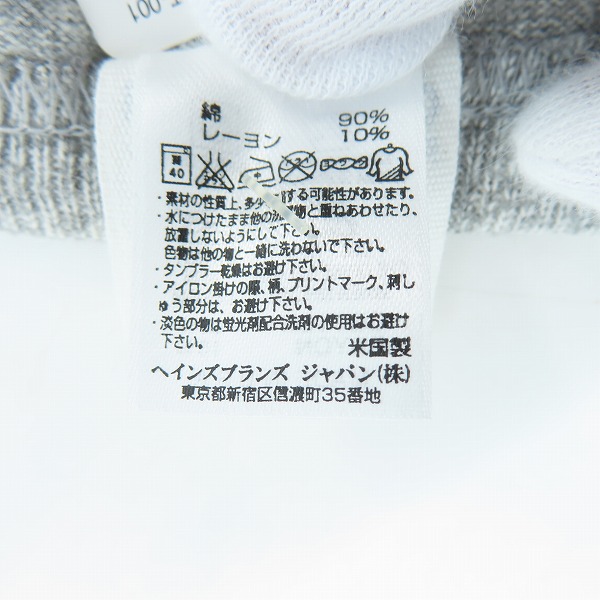 T 001
綿 90%
レーヨン 10%
40
・素材の性質上、多少 する可能性があります。
・水につけたまま他の 物と重ねあわせたり、
放置しないようにして下さい。
色物は他の物と一緒に洗わないで下さい。
・タンブラー乾燥はお避け下さい。
・アイロン掛けの際、柄、プリントマーク、刺し
ゅう部分は、お避け下さい。
・淡色の物は蛍光剤配合洗剤の使用はお避け
下さい。
米国製
ヘインズブランズ ジャパン(株)
東京都新宿区信濃町35番地